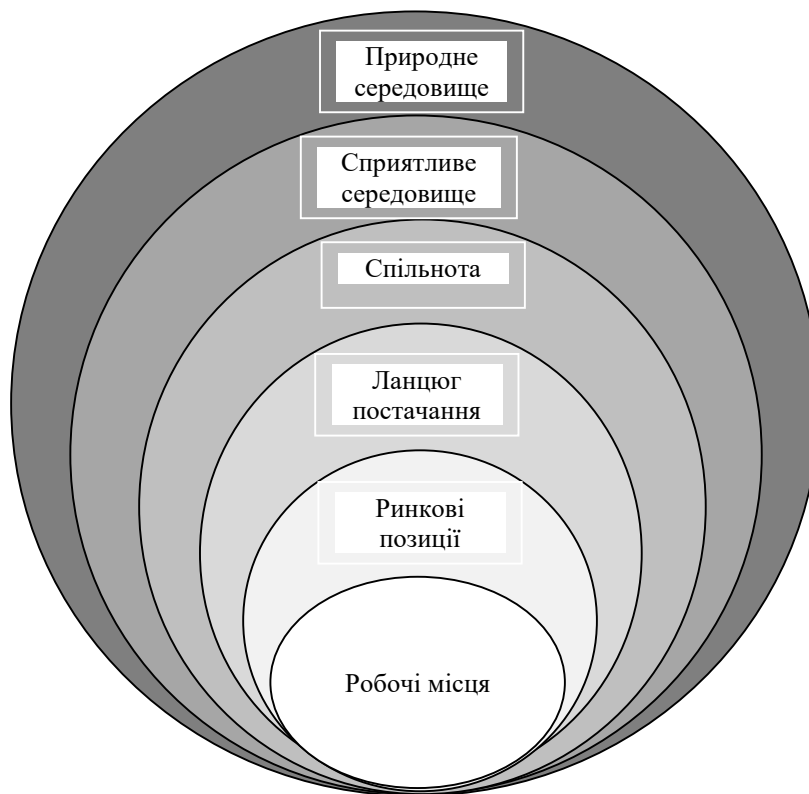 Природне
середовище
Сприятливе
середовище
Спільнота
Ланцюг
постачання
Ринкові
позиції
Робочі місця